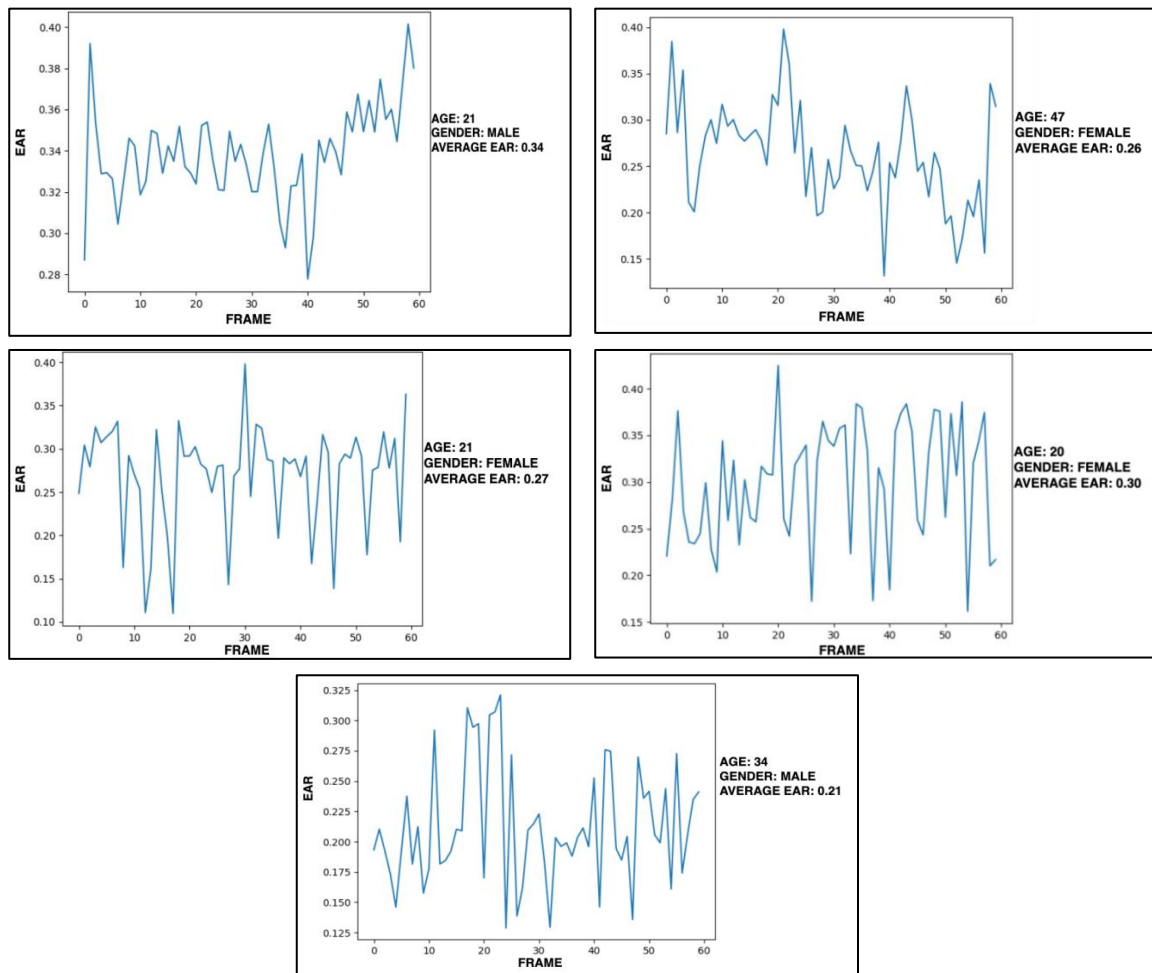 0.40
0.38
0.36
0.34
0.32
0.30
0.28
EAR
0 10 20 30 40 50 60
FRAME
AGE: 21
GENDER: MALE
AVERAGE EAR: 0.34
0.40
0.35
0.30
0.25
0.20
0.15
EAR
0 10 20 30 40 50 60
FRAME
AGE: 47
GENDER: FEMALE
AVERAGE EAR: 0.26
0.40
0.35
0.30
0.25
0.20
0.15
0.10
EAR
0 10 20 30 40 50 60
FRAME
AGE: 21
GENDER: FEMALE
AVERAGE EAR: 0.27
0.40
0.35
0.30
0.25
0.20
0.15
EAR
0 10 20 30 40 50 60
FRAME
AGE: 20
GENDER: FEMALE
AVERAGE EAR: 0.30
0.325
0.300
0.275
0.250
0.225
0.200
0.175
0.150
0.125
EAR
0 10 20 30 40 50 60
FRAME
AGE: 34
GENDER: MALE
AVERAGE EAR: 0.21